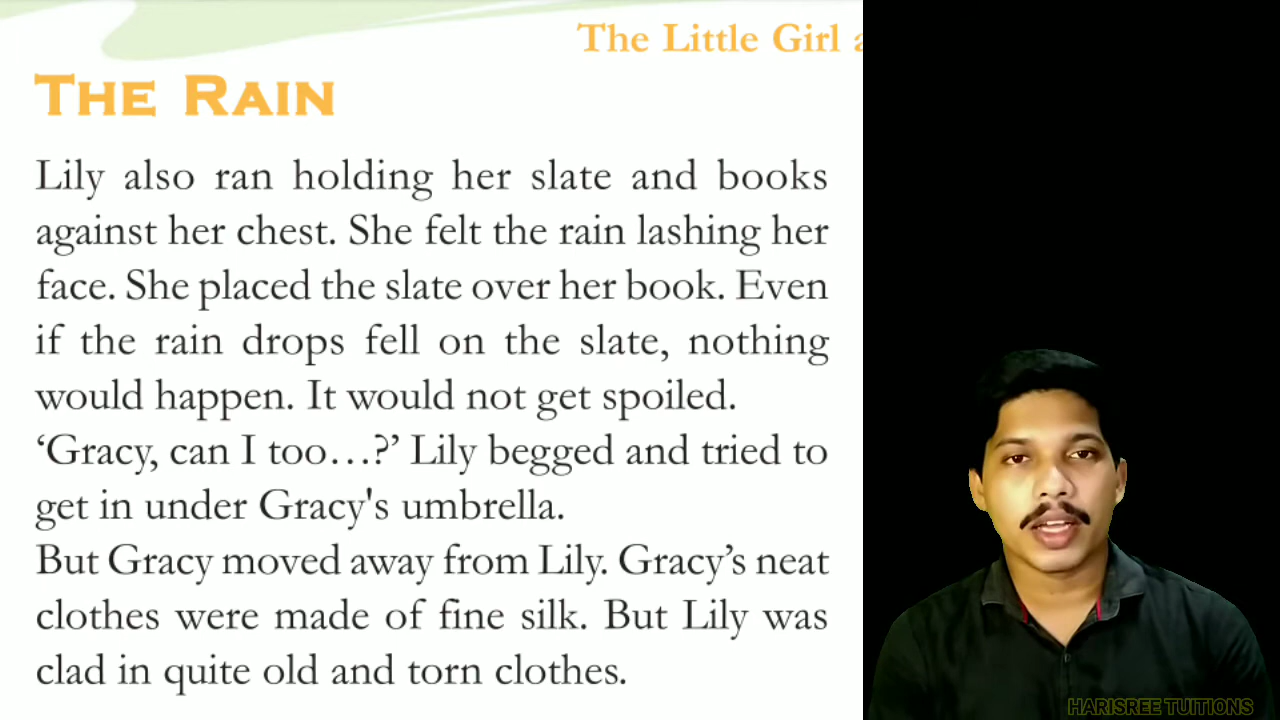 The Little Girl a
THE RAIN
Lily also ran holding her slate and books
against her chest. She felt the rain lashing her
face. She placed the slate over her book. Even
if the rain drops fell on the slate, nothing
would happen. It would not get spoiled.
‘Gracy, can I too…?’ Lily begged and tried to
get in under Gracy's umbrella.
But Gracy moved away from Lily. Gracy’s neat
clothes were made of fine silk. But Lily was
clad in quite old and torn clothes.
HARISREE TUITIONS